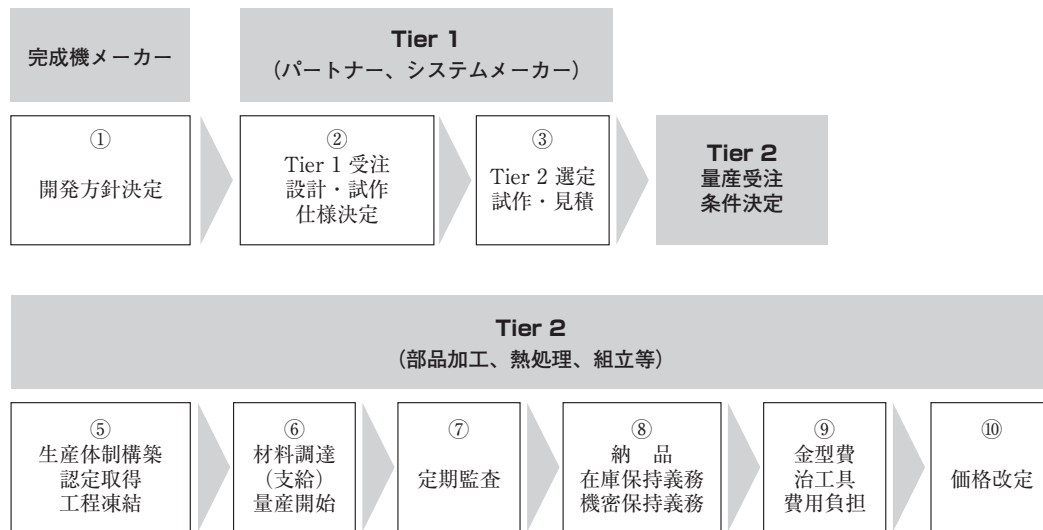 完成機メーカー
Tier 1
（パートナー、システムメーカー）
①
開発方針決定
②
Tier 1 受注
設計・試作
仕様決定
③
Tier 2 選定
試作・見積
Tier 2
量産受注
条件決定
Tier 2
（部品加工、熱処理、組立等）
⑤
生産体制構築
認定取得
工程凍結
⑥
材料調達
（支給）
量産開始
⑦
定期監査
⑧
納　品
在庫保持義務
機密保持義務
⑨
金型費
治工具
費用負担
⑩
価格改定